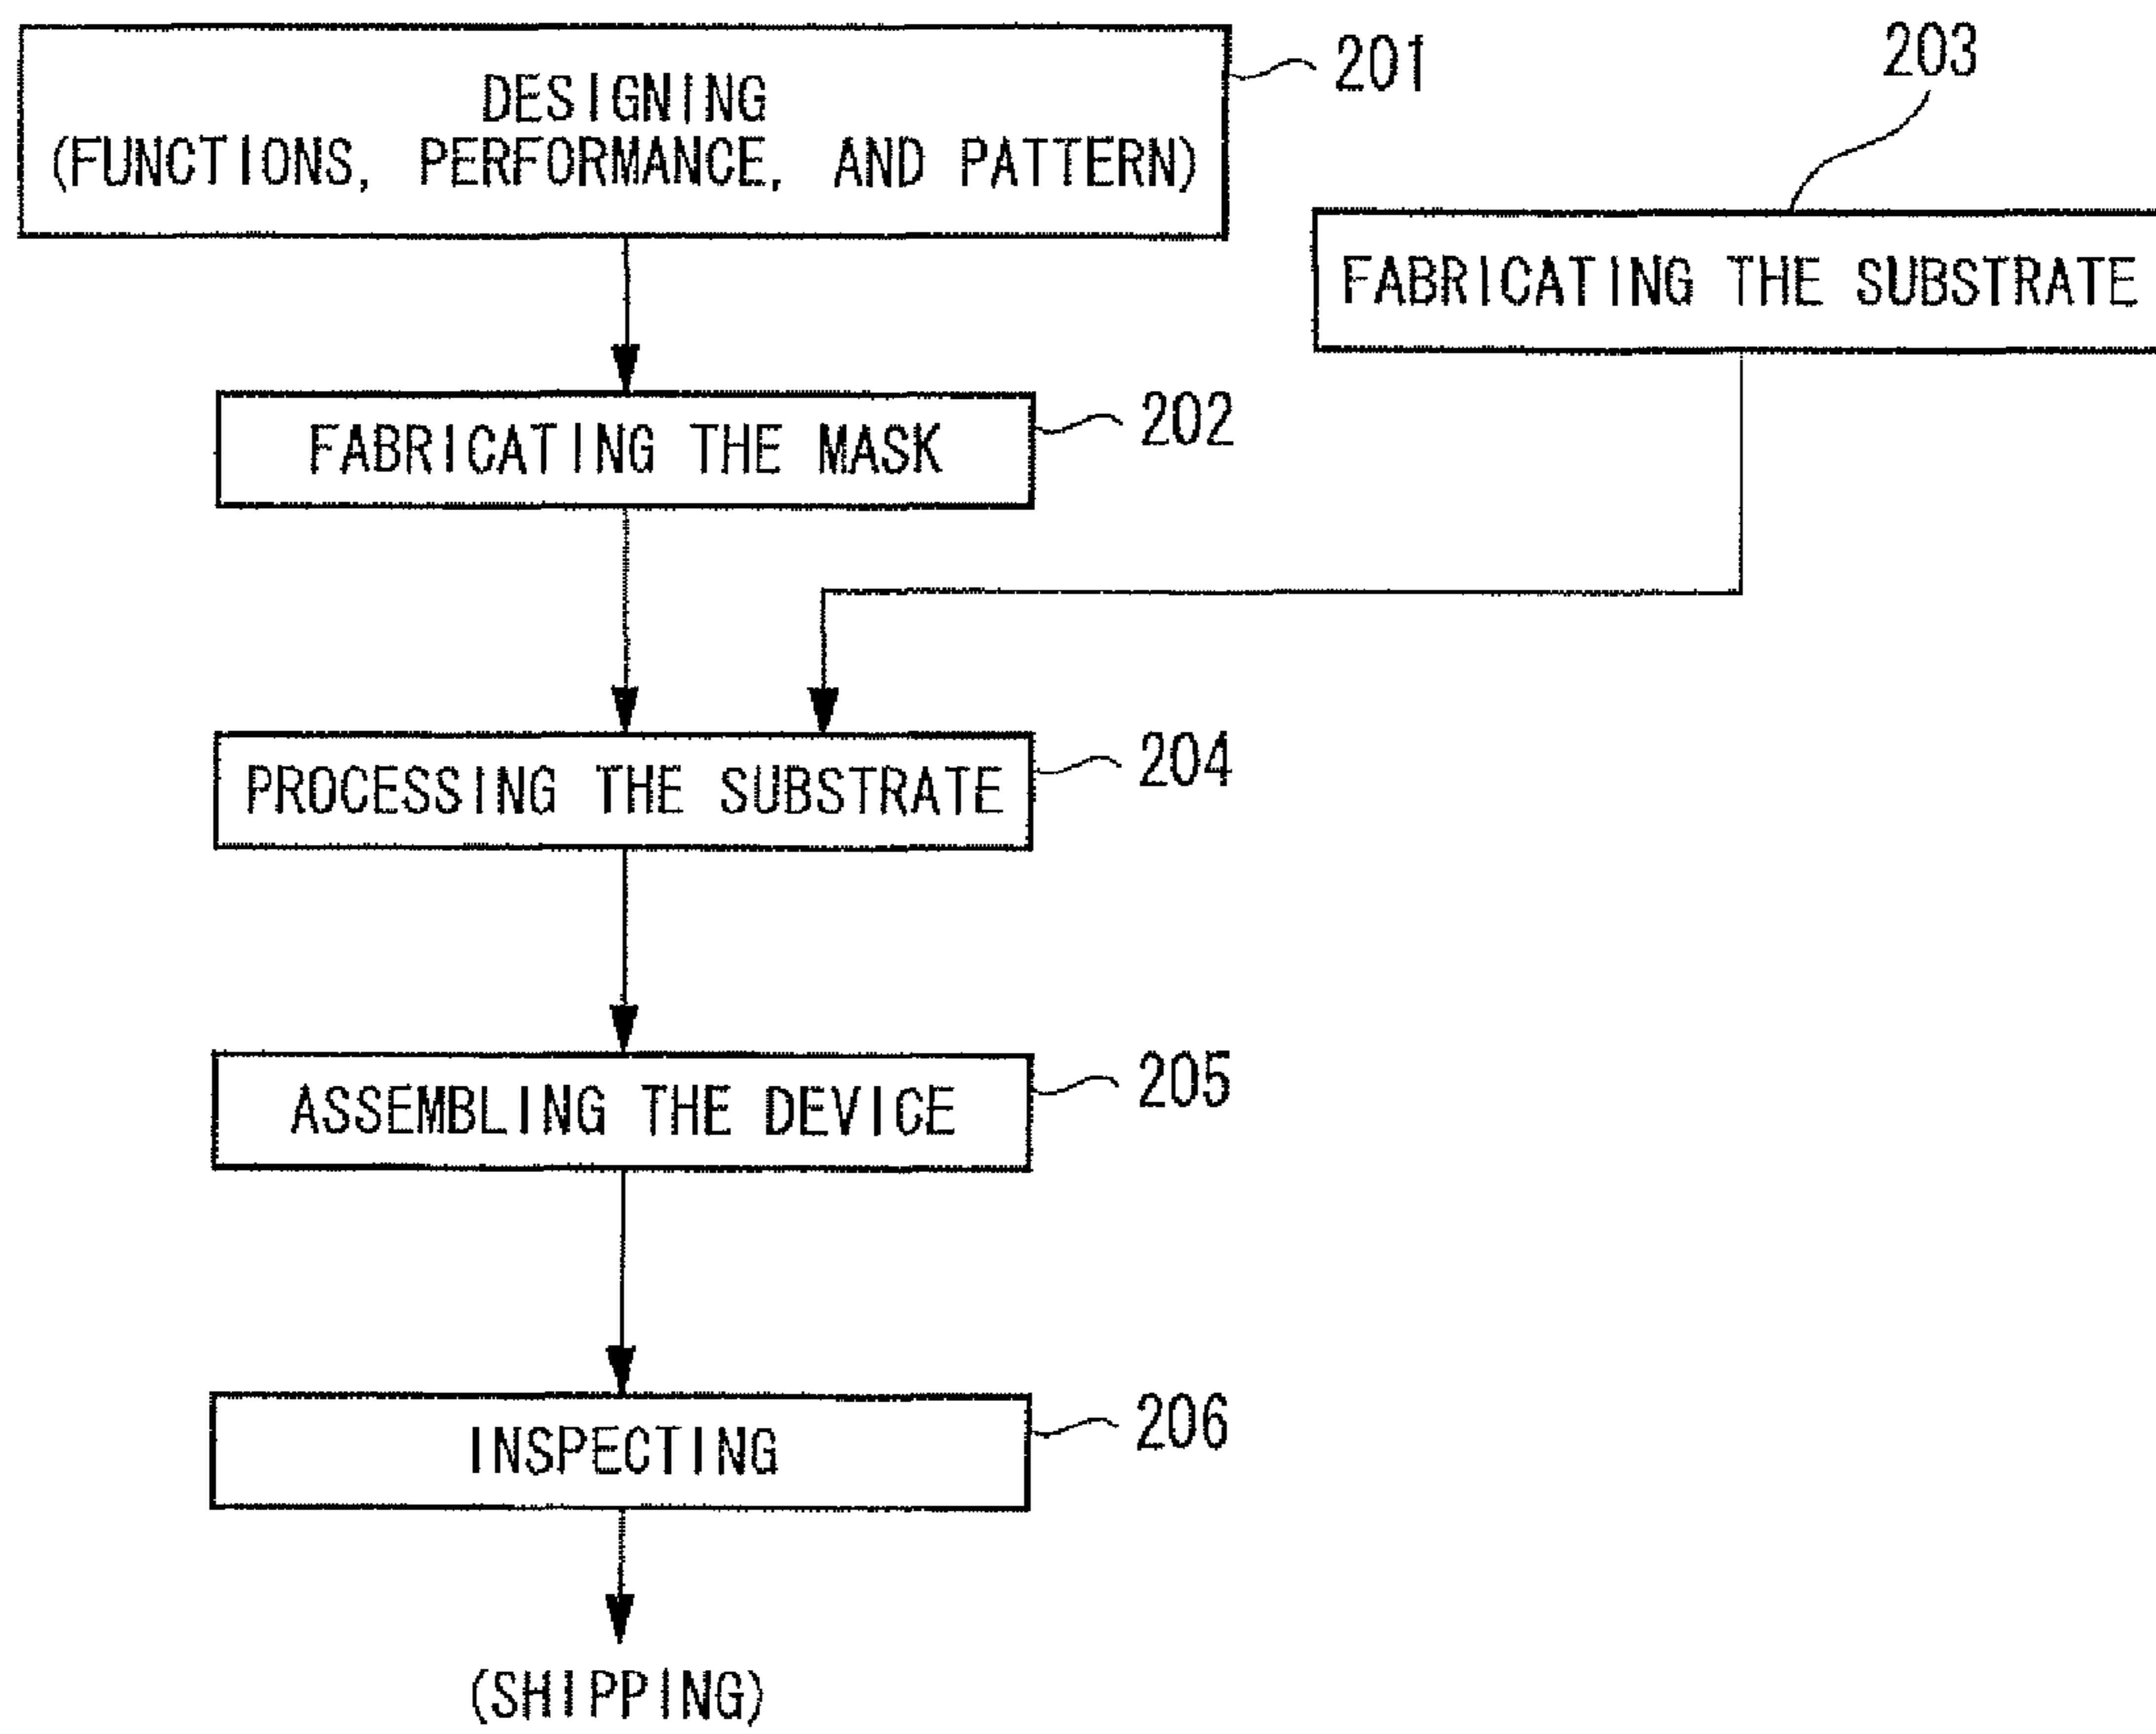 DESIGNING
(FUNCTIONS, PERFORMANCE, AND PATTERN)
201
203
FABRICATING THE SUBSTRATE
FABRICATING THE MASK
202
PROCESSING THE SUBSTRATE
204
ASSEMBLING THE DEVICE
205
INSPECTING
206
(SHIPPING)